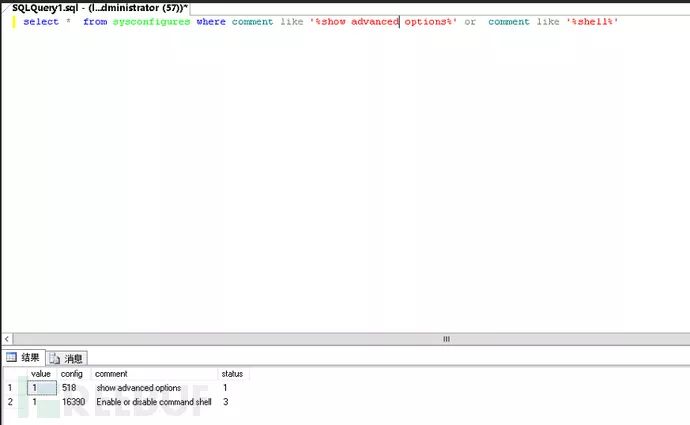 SQLQuery1.sql - (l...dministrator (57))*
select *  from sysconfigures where comment like '%show advanced options%' or  comment like '%shell%'
结果 消息
value config comment status
1 1 518 show advanced options 1
2 1 16390 Enable or disable command shell 3
FREEBUF